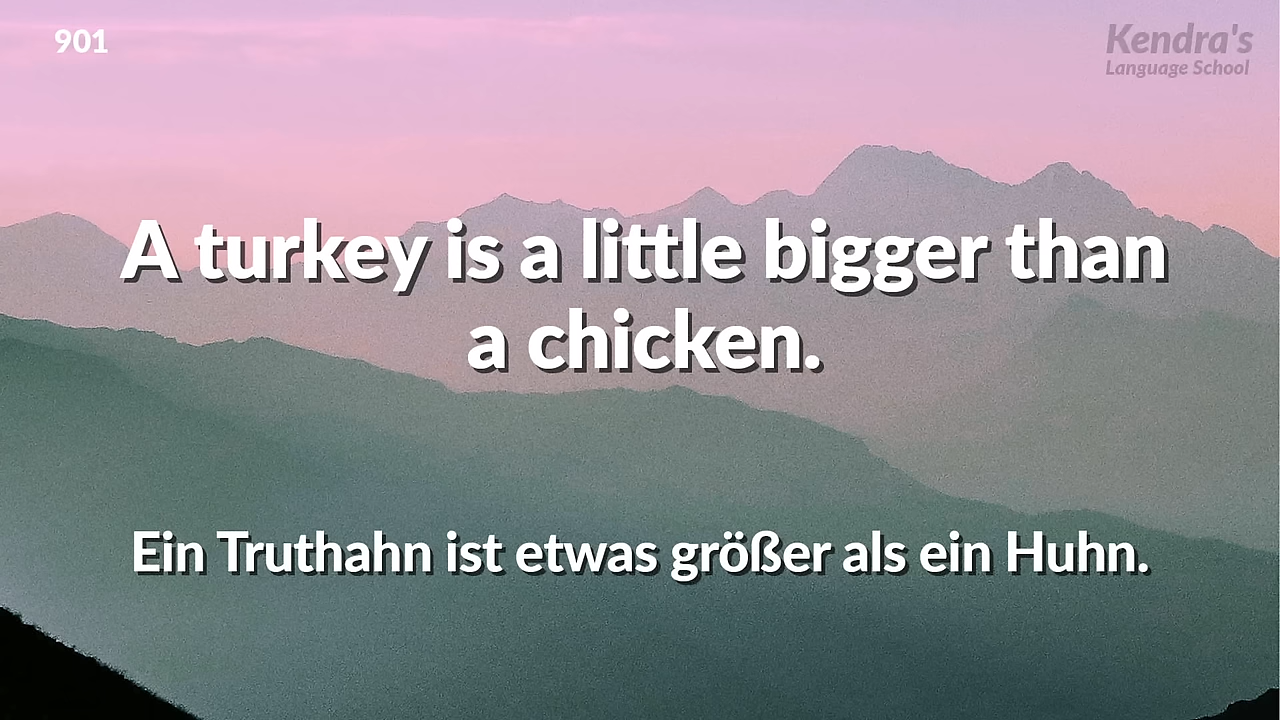 901
Kendra's
Language School
A turkey is a little bigger than
a chicken.
Ein Truthahn ist etwas größer als ein Huhn.